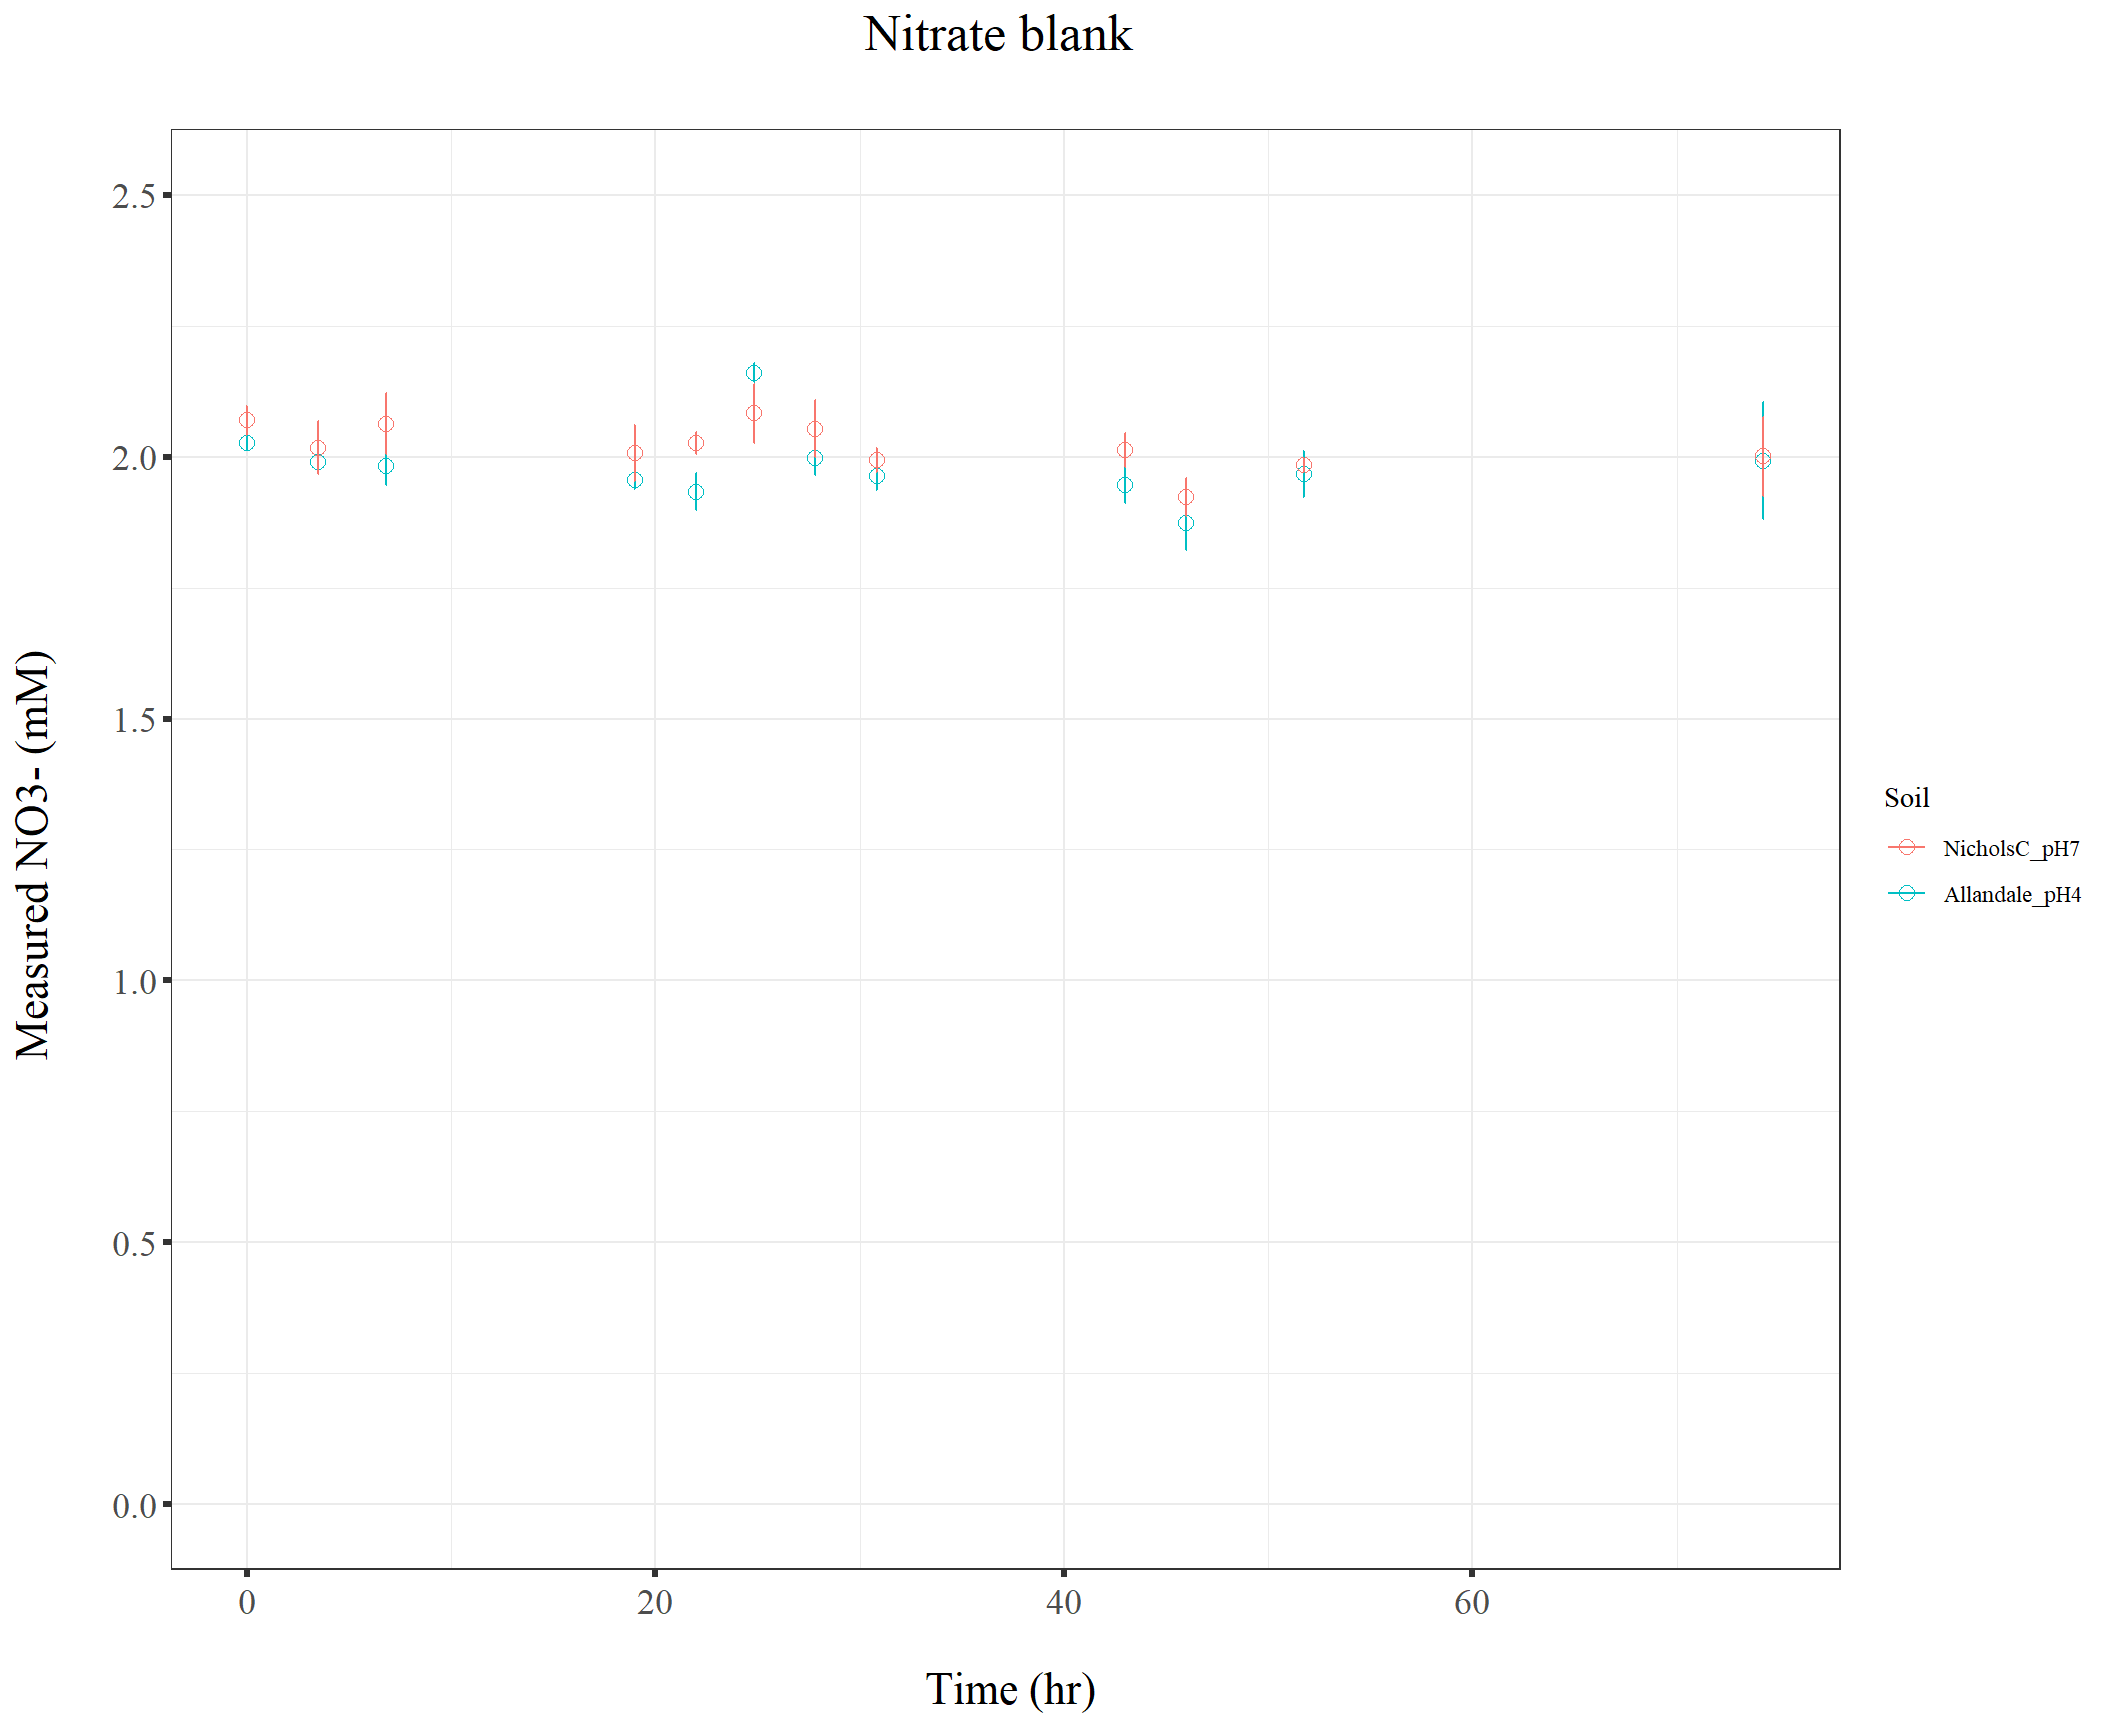 Nitrate blank
Measured NO3- (mM)
2.5
2.0
1.5
1.0
0.5
0.0
0
20
40
60
Time (hr)
Soil
NicholsC_pH7
Allandale_pH4